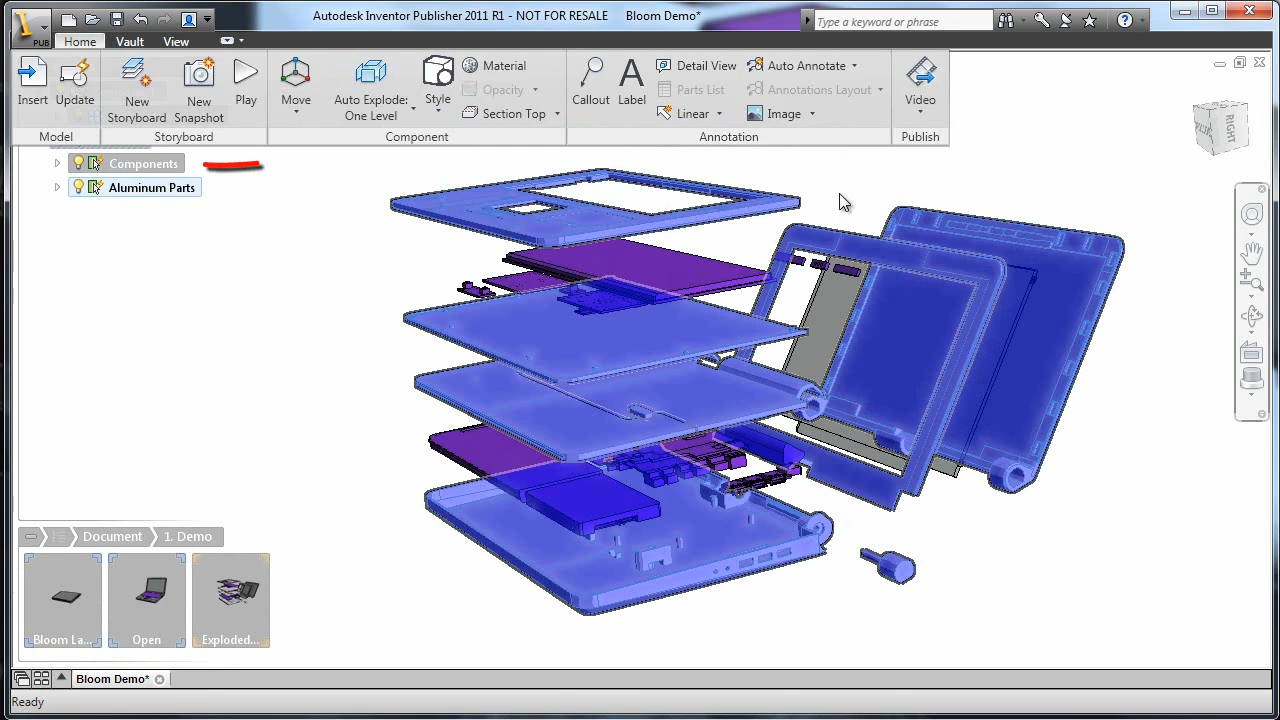 Autodesk Inventor Publisher 2011 R1 - NOT FOR RESALE Bloom Demo*
Type a keyword or phrase
PUB
Home Vault View
Insert Update
New Storyboard
New Snapshot
Play
Move
Auto Explode: One Level
Style
Material
Opacity
Section Top
Callout
Label
Detail View
Parts List
Linear
Auto Annotate
Annotations Layout
Image
Video
Model Storyboard Component Annotation Publish
Components
Aluminum Parts
RIGHT
Document 1. Demo
Bloom La... Open Exploded...
Bloom Demo*
Ready